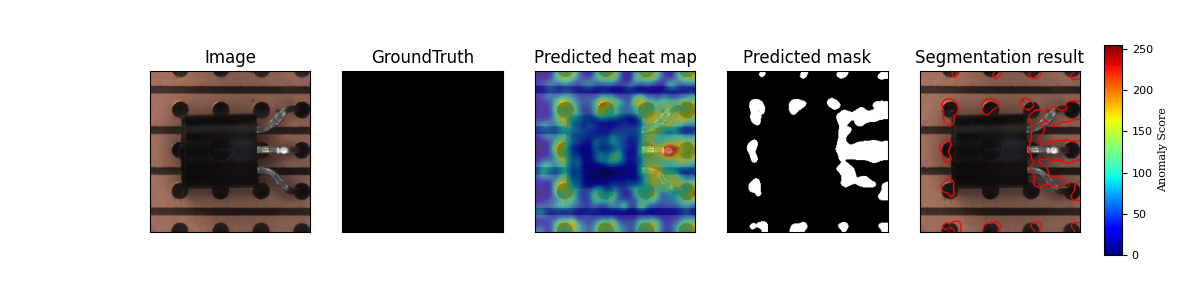 Image
GroundTruth
Predicted heat map
Predicted mask
Segmentation result
250
200
150
100
50
0
Anomaly Score